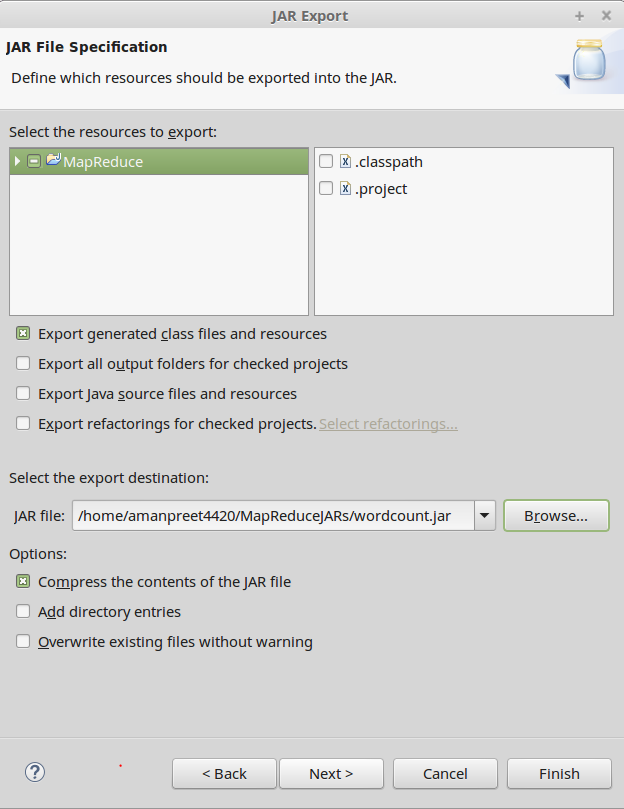 JAR Export
JAR File Specification
Define which resources should be exported into the JAR.
Select the resources to export:
MapReduce
.classpath
.project
Export generated class files and resources
Export all output folders for checked projects
Export Java source files and resources
Export refactorings for checked projects. Select refactorings...
Select the export destination:
JAR file: /home/amanpreet4420/MapReduceJARs/wordcount.jar Browse...
Options:
Compress the contents of the JAR file
Add directory entries
Overwrite existing files without warning
? < Back Next > Cancel Finish